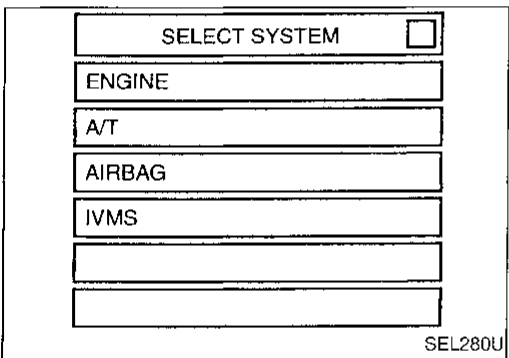 SELECT SYSTEM
ENGINE
A/T
AIRBAG
IVMS
SEL280U